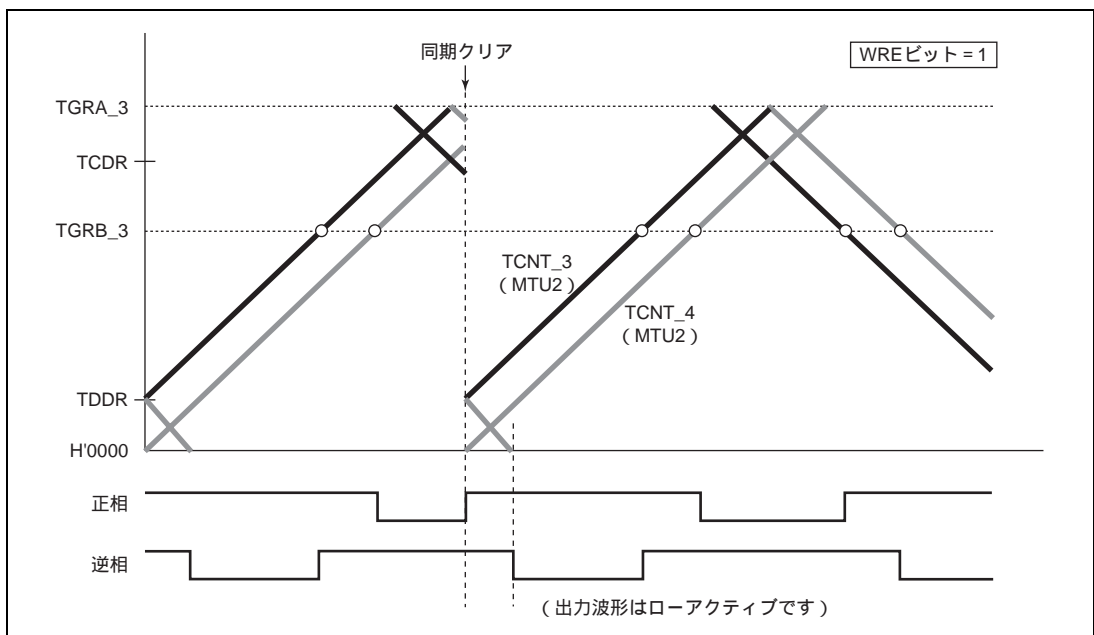 同期クリア
WREビット = 1
TGRA_3
TCDR
TGRB_3
TCNT_3
(MTU2)
TCNT_4
(MTU2)
TDDR
H'0000
正相
逆相
(出力波形はローアクティブです)